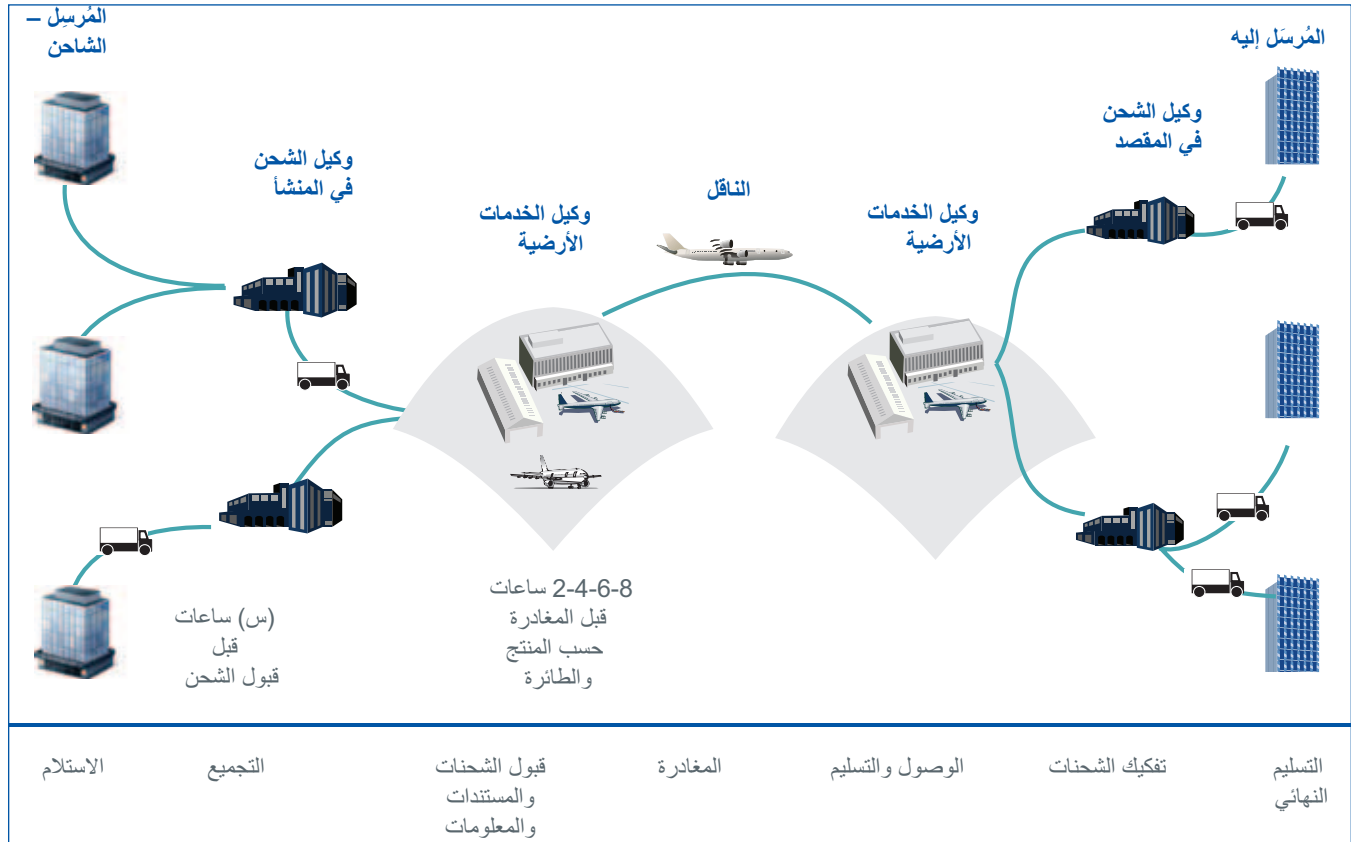 المُرسِل –
الشاحن
وكيل الشحن
في المنشأ
وكيل الخدمات
الأرضية
الناقل
وكيل الخدمات
الأرضية
وكيل الشحن
في المقصد
المُرسَل إليه
(س) ساعات
قبل
قبول الشحن
2-4-6-8 ساعات
قبل المغادرة
حسب المنتج
والطائرة
الاستلام
التجميع
قبول الشحنات
والمستندات
والمعلومات
المغادرة
الوصول والتسليم
تفكيك الشحنات
التسليم
النهائي